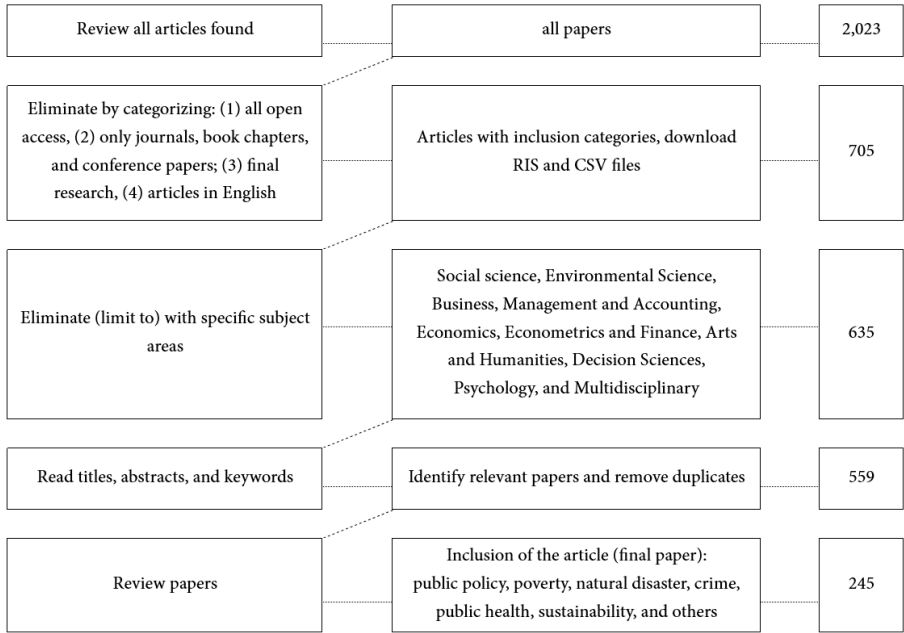 Review all articles found
all papers
2,023
Eliminate by categorizing: (1) all open
access, (2) only journals, book chapters,
and conference papers; (3) final
research, (4) articles in English
Articles with inclusion categories, download
RIS and CSV files
705
Eliminate (limit to) with specific subject
areas
Social science, Environmental Science,
Business, Management and Accounting,
Economics, Econometrics and Finance, Arts
and Humanities, Decision Sciences,
Psychology, and Multidisciplinary
635
Read titles, abstracts, and keywords
Identify relevant papers and remove duplicates
559
Review papers
Inclusion of the article (final paper):
public policy, poverty, natural disaster, crime,
public health, sustainability, and others
245